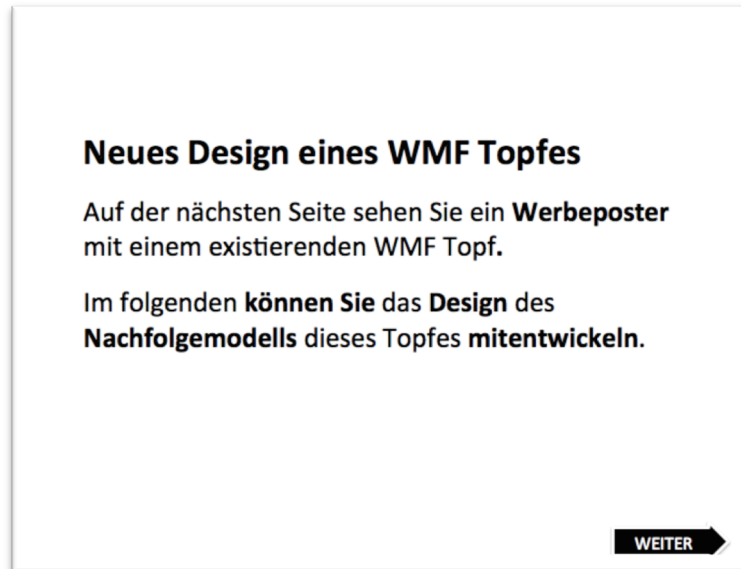 Neues Design eines WMF Topfes
Auf der nächsten Seite sehen Sie ein Werbeposter
mit einem existierenden WMF Topf.
Im folgenden können Sie das Design des
Nachfolgemodells dieses Topfes mitentwickeln.
WEITER